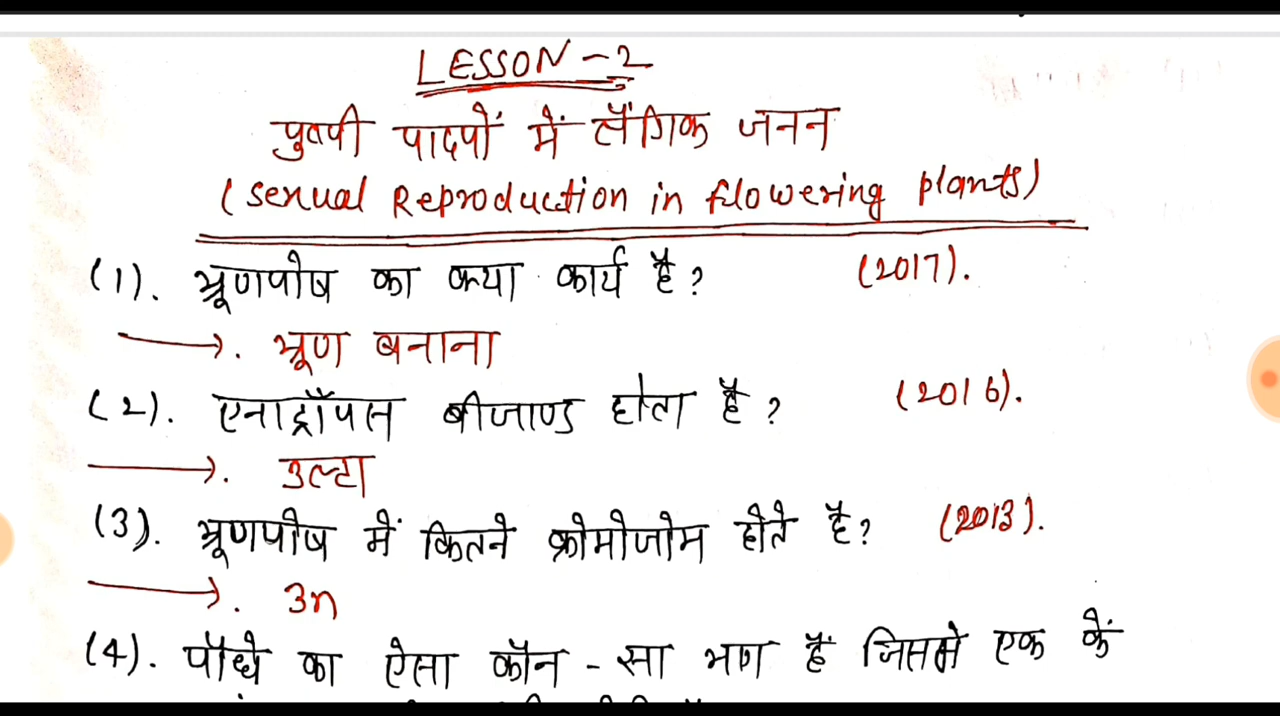 LESSON-2
पुष्पी पादपों में लैंगिक जनन
(Sexual Reproduction in flowering plants)
(1). भ्रूणपोष का क्या कार्य है? (2017).
→. भ्रूण बनाना
(2). एनाट्रॉपस बीजाण्ड होता है? (2016).
→. उल्टा
(3). भ्रूणपोष में कितने क्रोमोजोम होते है? (2013).
→. 3n
(4). पौधे का ऐसा कौन-सा भाग हैं जिससे एक कें